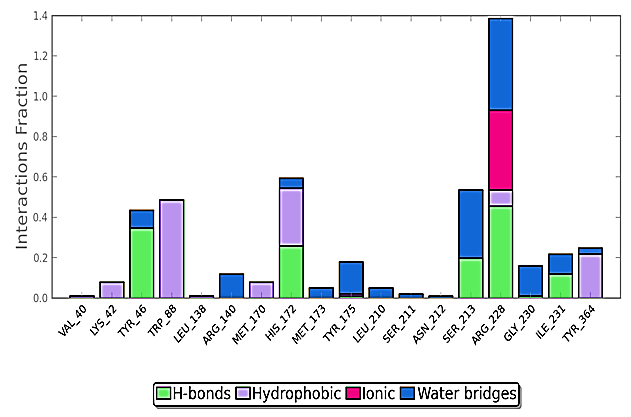 Interactions Fraction
1.4
1.2
1.0
0.8
0.6
0.4
0.2
0.0
VAL_40 LYS_42 TYR_46 TRP_88 LEU_138 ARG_140 MET_170 HIS_172 MET_173 TYR_175 LEU_210 SER_211 ASN_212 SER_213 ARG_228 GLY_230 ILE_231 TYR_364
H-bonds Hydrophobic Ionic Water bridges